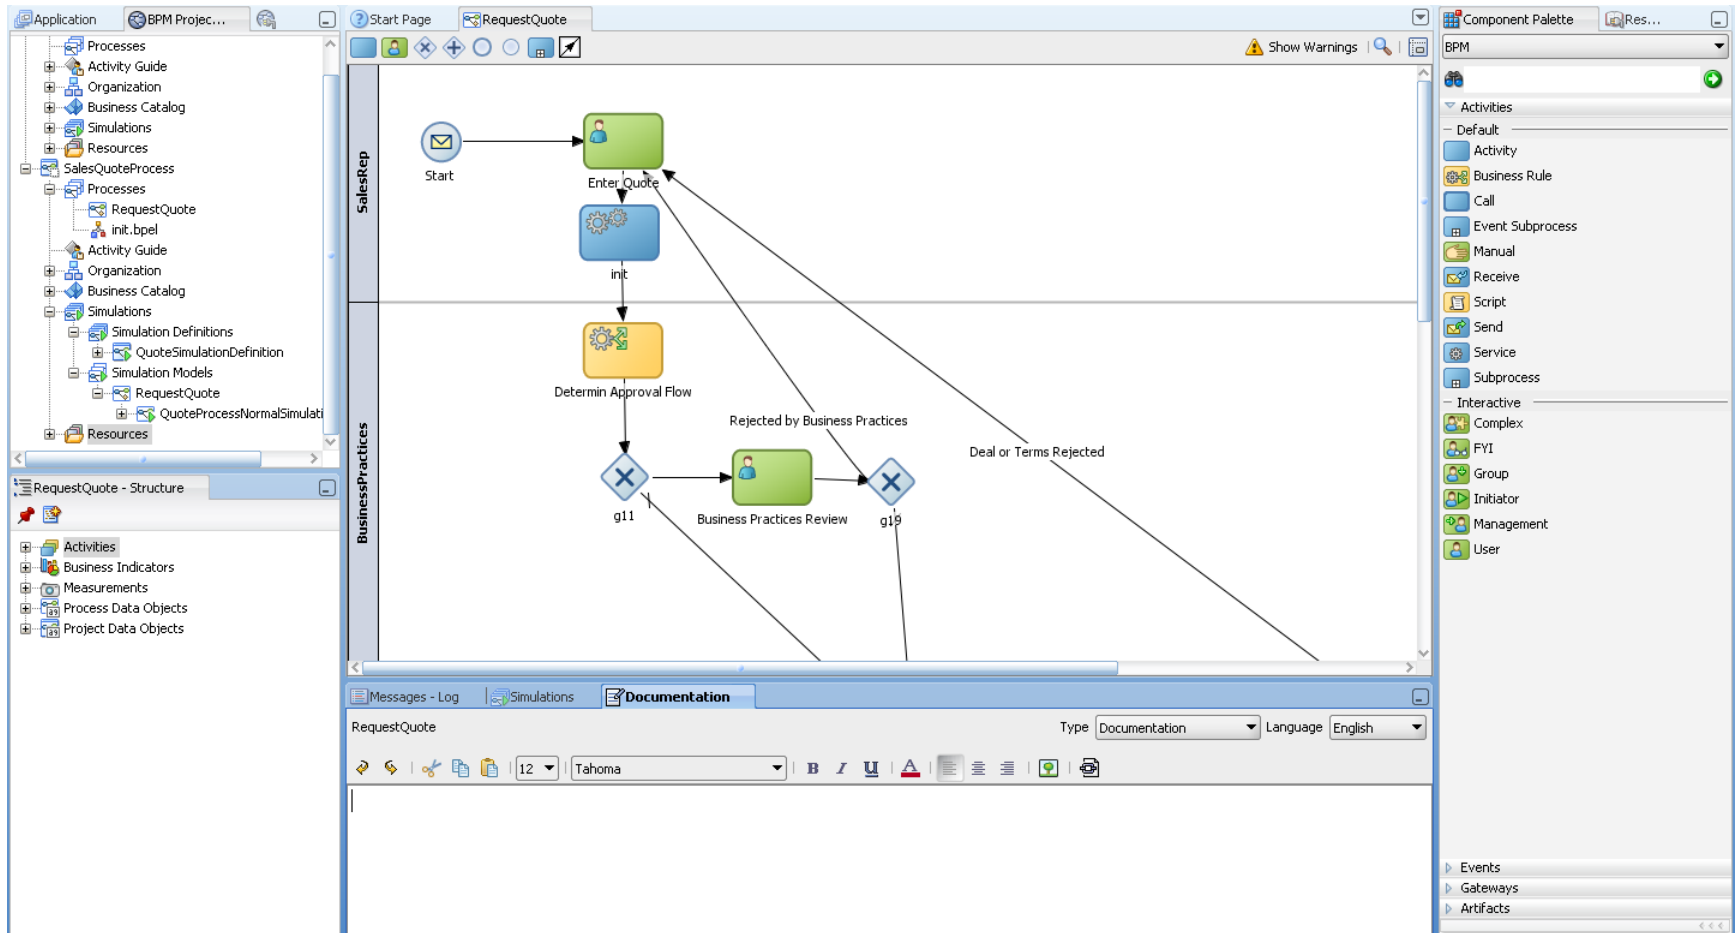 Application
BPM Projec...
Processes
Activity Guide
Organization
Business Catalog
Simulations
Resources
SalesQuoteProcess
Processes
RequestQuote
init.bpel
Activity Guide
Organization
Business Catalog
Simulations
Simulation Definitions
QuoteSimulationDefinition
Simulation Models
RequestQuote
QuoteProcessNormalSimulati
Resources
RequestQuote - Structure
Activities
Business Indicators
Measurements
Process Data Objects
Project Data Objects
Start Page
RequestQuote
Show Warnings
SalesRep
Start
Enter Quote
init
BusinessPractices
Determin Approval Flow
Rejected by Business Practices
Deal or Terms Rejected
g11
Business Practices Review
g19
Messages - Log
Simulations
Documentation
RequestQuote
Type Documentation Language English
12 Tahoma B I U A
Component Palette
Res...
BPM
Activities
Default
Activity
Business Rule
Call
Event Subprocess
Manual
Receive
Script
Send
Service
Subprocess
Interactive
Complex
FYI
Group
Initiator
Management
User
Events
Gateways
Artifacts